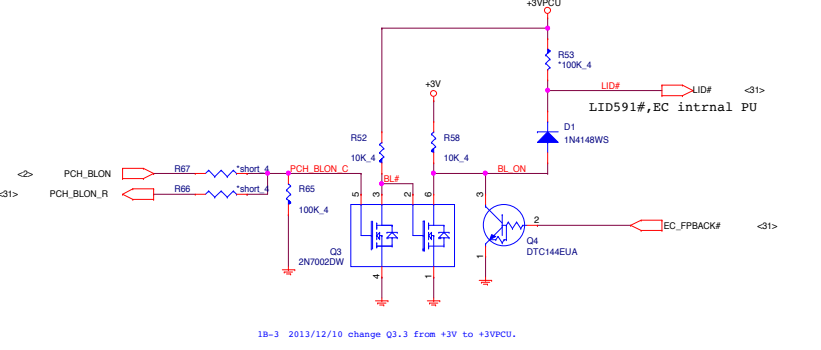 +3VPCU
R53
*100K_4
LID#
LID#
<31>
LID591#,EC intrnal PU
+3V
D1
1N4148WS
R52
10K_4
R58
10K_4
BL_ON
<2>
PCH_BLON
R67
*short_4
PCH_BLON_C
<31>
PCH_BLON_R
R66
*short_4
R65
100K_4
BL#
5
3
2
6
3
2
EC_FPBACK#
<31>
Q3
2N7002DW
Q4
DTC144EUA
4
1
1
1B-3 2013/12/10 change Q3.3 from +3V to +3VPCU.